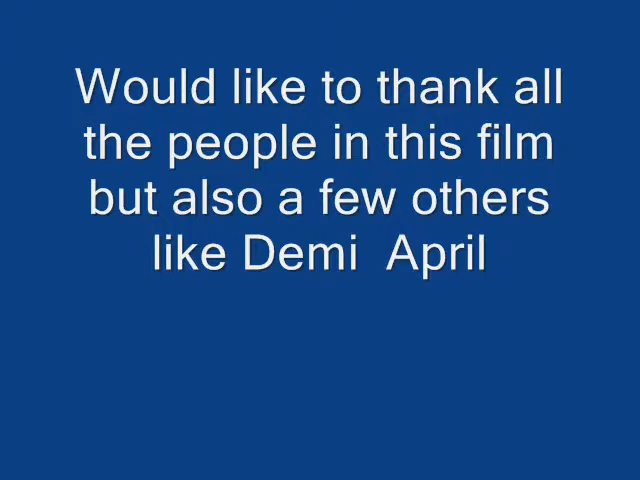 Would like to thank all
the people in this film
but also a few others
like Demi  April